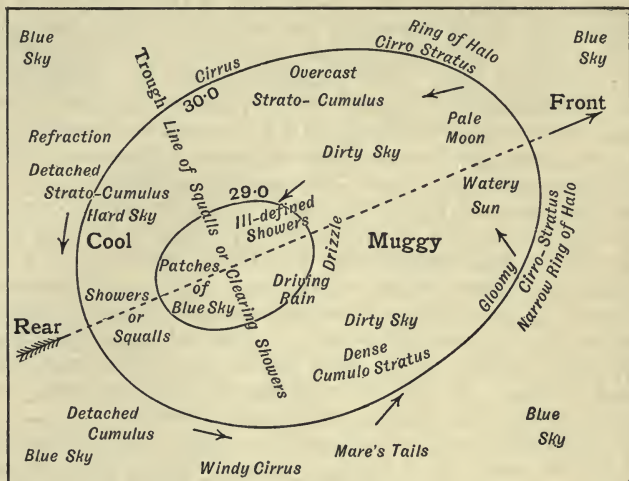 Blue
Sky
Trough
Cirrus
30·0
Overcast
Strato-Cumulus
Ring of Halo
Cirro Stratus
Blue
Sky
Front
Pale
Moon
Refraction
Detached
Strato-Cumulus
Hard Sky
Cool
Line of Squalls or Clearing Showers
Dirty Sky
29·0
Ill-defined
Showers
Drizzle
Muggy
Watery
Sun
Gloomy
Cirro-Stratus
Narrow Ring of Halo
Patches
of
Blue Sky
Driving
Rain
Showers
or
Squalls
Rear
Dirty Sky
Dense
Cumulo Stratus
Detached
Cumulus
Blue Sky
Windy Cirrus
Mare's Tails
Blue
Sky